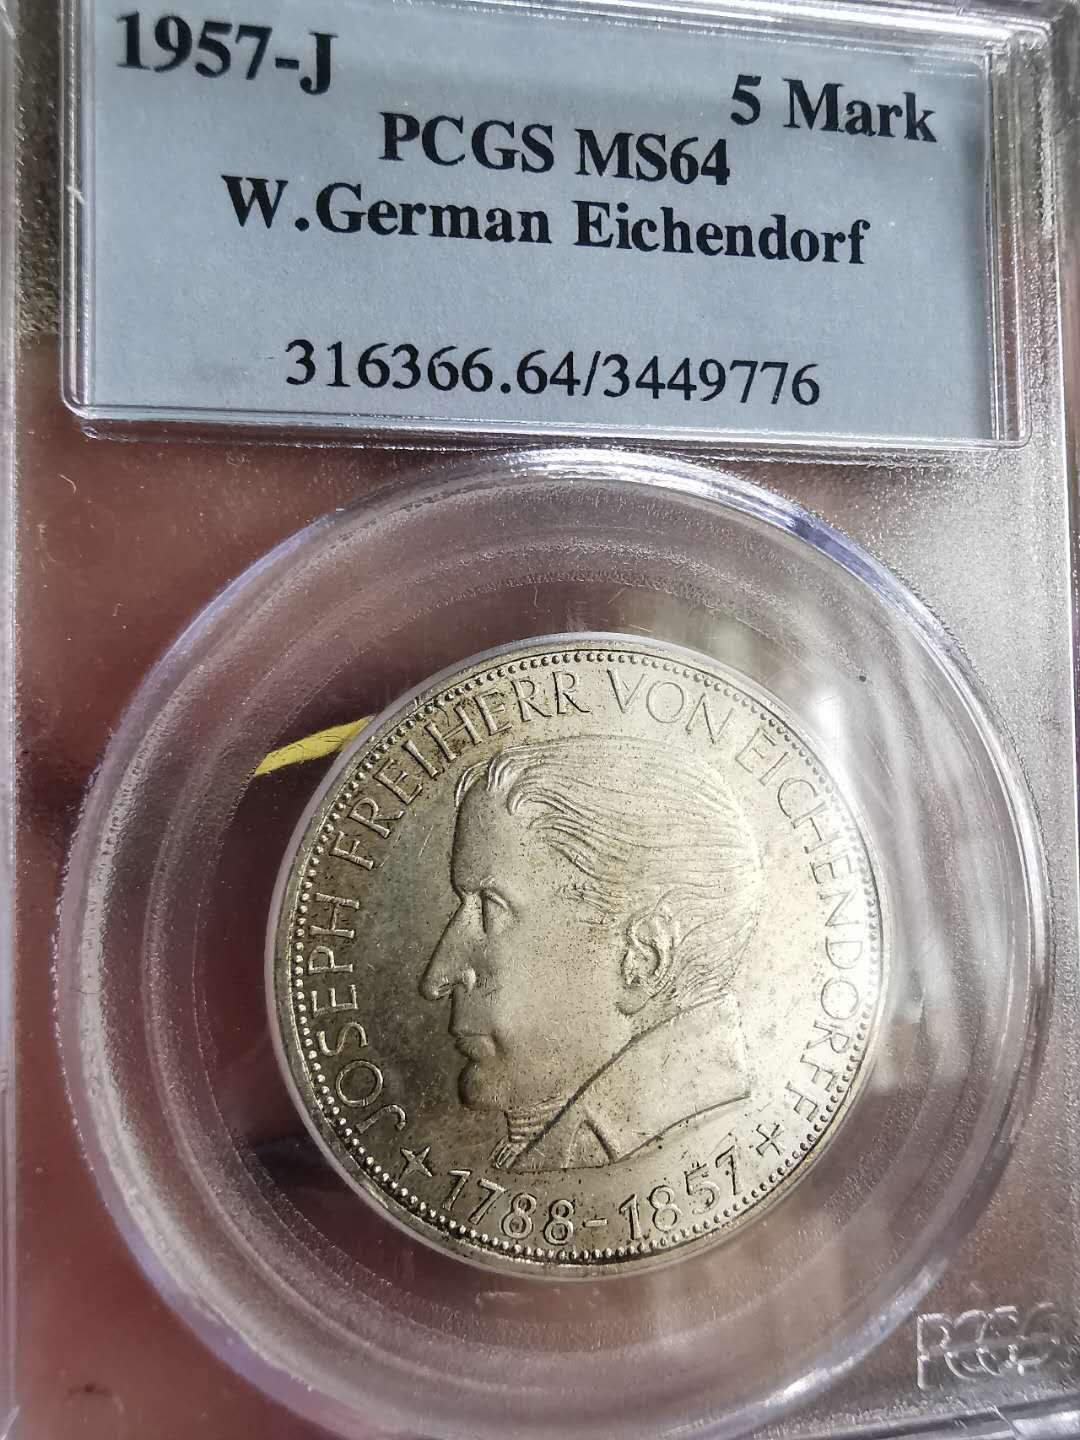 1957-J
5 Mark
PCGS MS64
W.German Eichendorf
316366.64/3449776
JOSEPH FREIHERR VON EICHENDORFF
1788-1857
PCGS